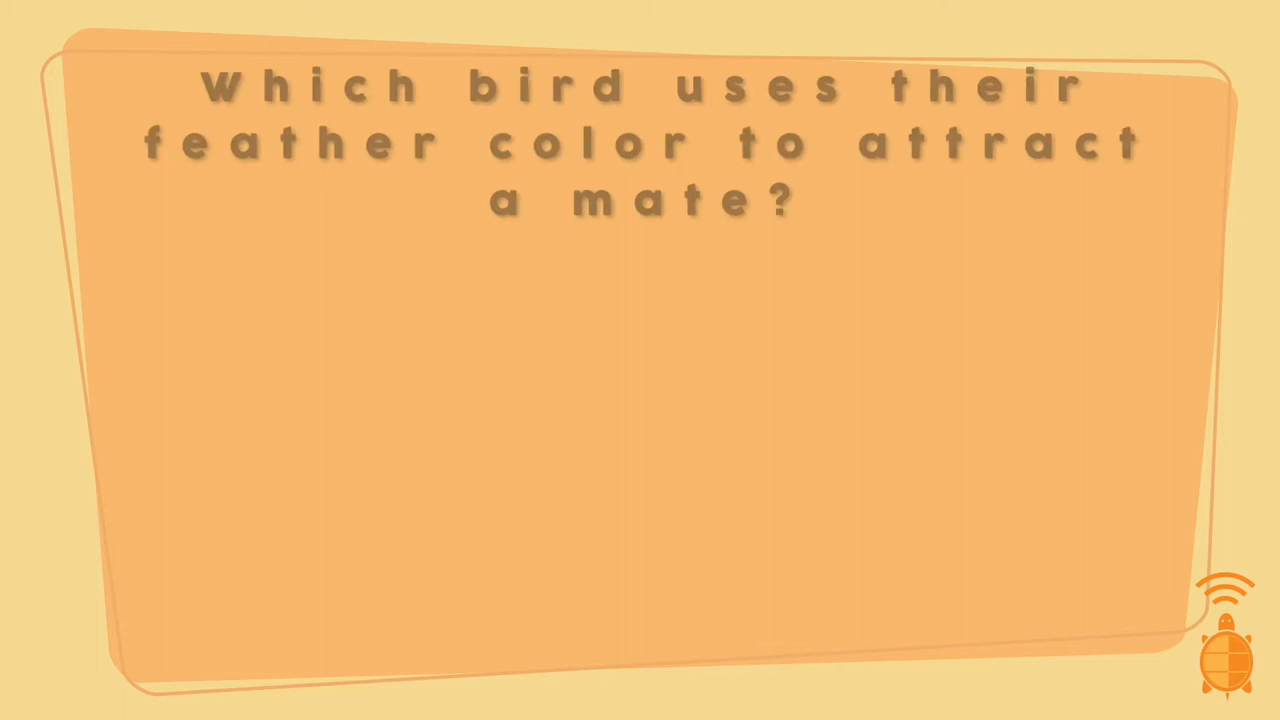 Which bird uses their
feather color to attract
a mate?